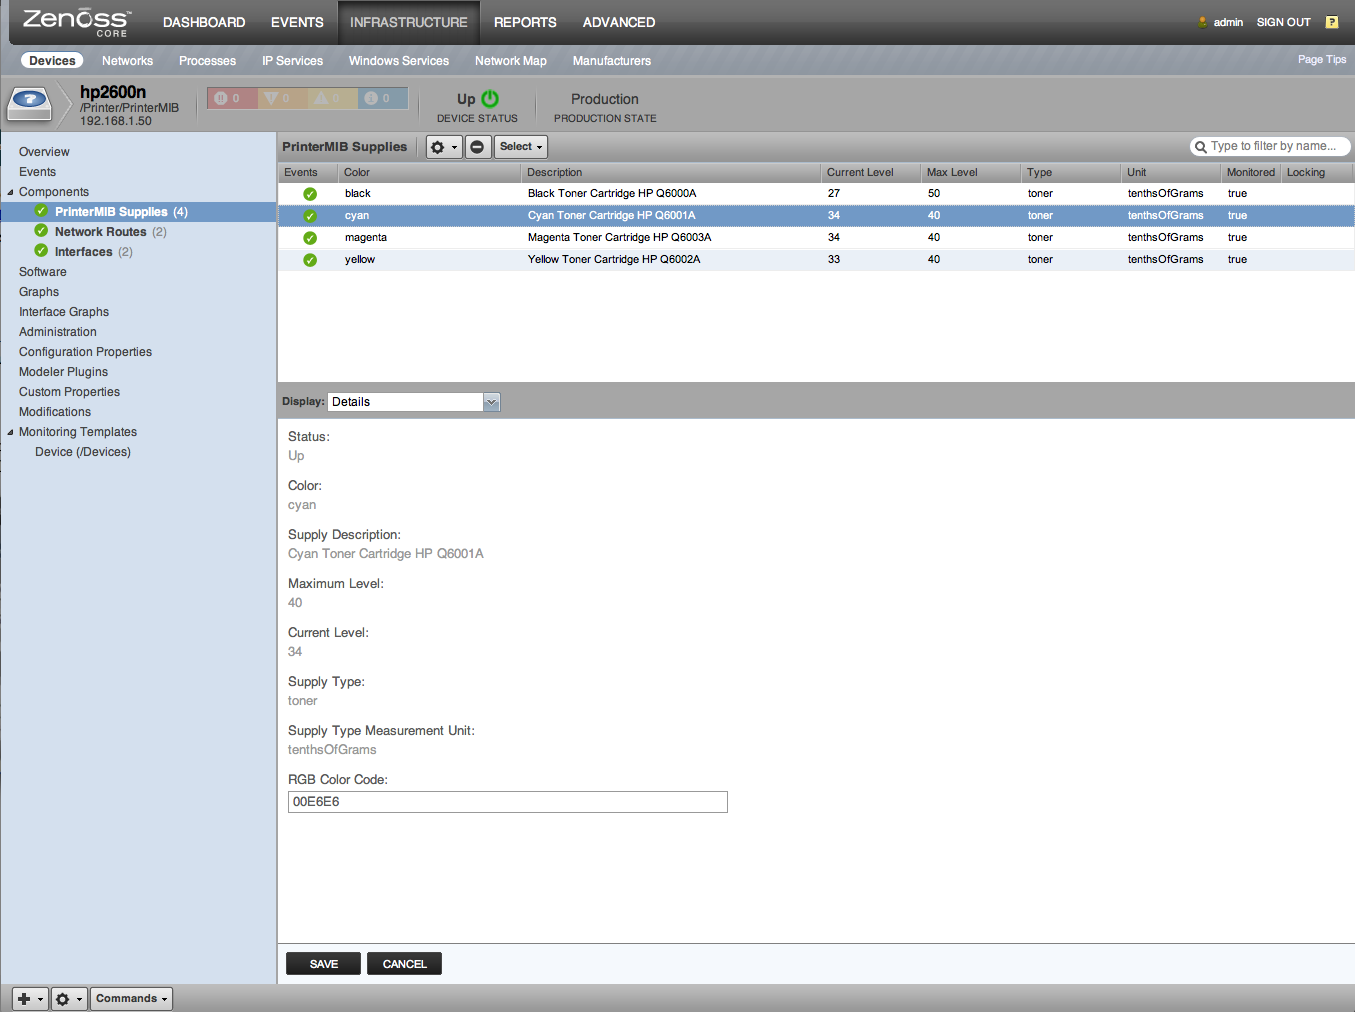 Zenoss™ CORE
DASHBOARD EVENTS INFRASTRUCTURE REPORTS ADVANCED admin SIGN OUT ?
Devices Networks Processes IP Services Windows Services Network Map Manufacturers Page Tips
hp2600n
/Printer/PrinterMIB
192.168.1.50
0 0 0 0
Up
DEVICE STATUS
Production
PRODUCTION STATE
Overview
Events
Components
PrinterMIB Supplies (4)
Network Routes (2)
Interfaces (2)
Software
Graphs
Interface Graphs
Administration
Configuration Properties
Modeler Plugins
Custom Properties
Modifications
Monitoring Templates
Device (/Devices)
PrinterMIB Supplies Select Type to filter by name...
Events Color Description Current Level Max Level Type Unit Monitored Locking
black Black Toner Cartridge HP Q6000A 27 50 toner tenthsOfGrams true
cyan Cyan Toner Cartridge HP Q6001A 34 40 toner tenthsOfGrams true
magenta Magenta Toner Cartridge HP Q6003A 34 40 toner tenthsOfGrams true
yellow Yellow Toner Cartridge HP Q6002A 33 40 toner tenthsOfGrams true
Display: Details
Status:
Up
Color:
cyan
Supply Description:
Cyan Toner Cartridge HP Q6001A
Maximum Level:
40
Current Level:
34
Supply Type:
toner
Supply Type Measurement Unit:
tenthsOfGrams
RGB Color Code:
00E6E6
SAVE CANCEL
Commands